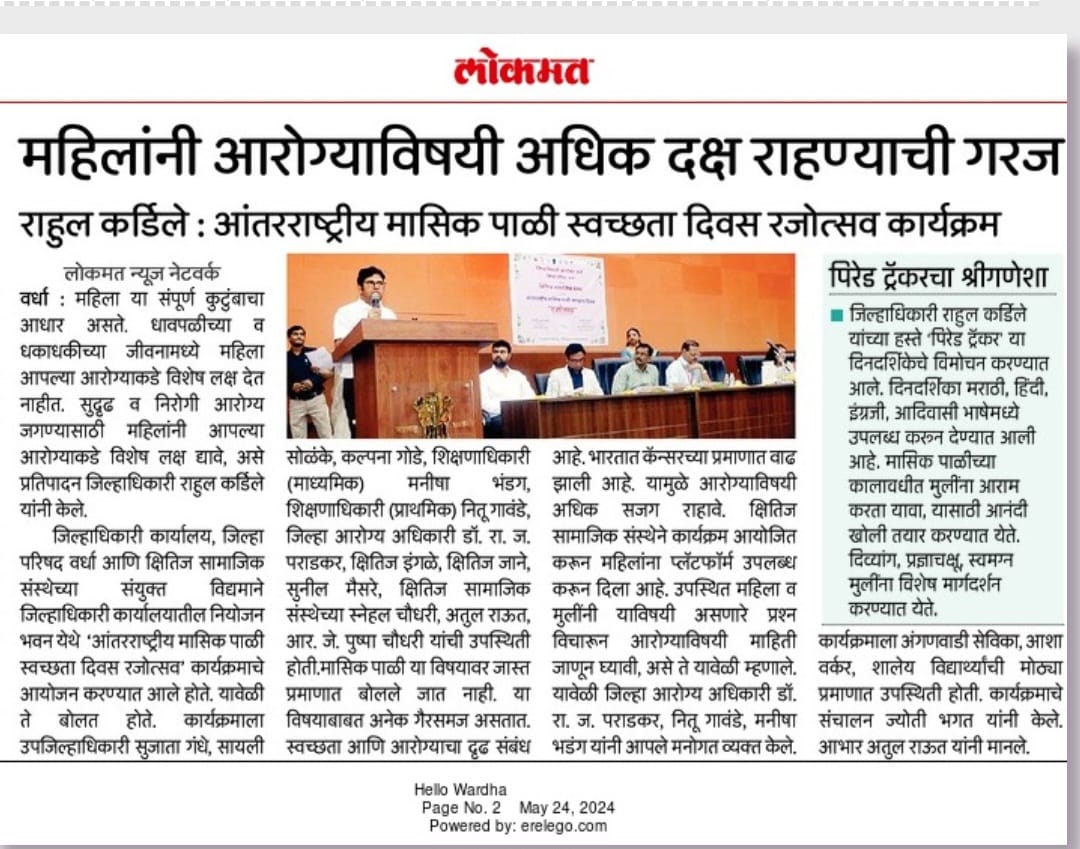 लोकमत
महिलांनी आरोग्याविषयी अधिक दक्ष राहण्याची गरज
राहुल कर्डिले : आंतरराष्ट्रीय मासिक पाळी स्वच्छता दिवस रजोत्सव कार्यक्रम
लोकमत न्यूज नेटवर्क
वर्धा : महिला या संपूर्ण कुटुंबाचा
आधार असते. धावपळीच्या व
धकाधकीच्या जीवनामध्ये महिला
आपल्या आरोग्याकडे विशेष लक्ष देत
नाहीत. सुदृढ व निरोगी आरोग्य
जगण्यासाठी महिलांनी आपल्या
आरोग्याकडे विशेष लक्ष द्यावे, असे
प्रतिपादन जिल्हाधिकारी राहुल कर्डिले
यांनी केले.
जिल्हाधिकारी कार्यालय, जिल्हा
परिषद वर्धा आणि क्षितिज सामाजिक
संस्थेच्या संयुक्त विद्यमाने
जिल्हाधिकारी कार्यालयातील नियोजन
भवन येथे ‘आंतरराष्ट्रीय मासिक पाळी
स्वच्छता दिवस रजोत्सव’ कार्यक्रमाचे
आयोजन करण्यात आले होते. यावेळी
ते बोलत होते. कार्यक्रमाला
उपजिल्हाधिकारी सुजाता गंधे, सायली
सोळंके, कल्पना गोडे, शिक्षणाधिकारी
(माध्यमिक) मनीषा भंडग,
शिक्षणाधिकारी (प्राथमिक) नितू गावंडे,
जिल्हा आरोग्य अधिकारी डॉ. रा. ज.
पराडकर, क्षितिज इंगळे, क्षितिज जाने,
सुनील मैसरे, क्षितिज सामाजिक
संस्थेच्या स्नेहल चौधरी, अतुल राऊत,
आर. जे. पुष्पा चौधरी यांची उपस्थिती
होती.मासिक पाळी या विषयावर जास्त
प्रमाणात बोलले जात नाही. या
विषयाबाबत अनेक गैरसमज असतात.
स्वच्छता आणि आरोग्याचा दृढ संबंध
आहे. भारतात कॅन्सरच्या प्रमाणात वाढ
झाली आहे. यामुळे आरोग्याविषयी
अधिक सजग राहावे. क्षितिज
सामाजिक संस्थेने कार्यक्रम आयोजित
करून महिलांना प्लॅटफॉर्म उपलब्ध
करून दिला आहे. उपस्थित महिला व
मुलींनी याविषयी असणारे प्रश्न
विचारून आरोग्याविषयी माहिती
जाणून घ्यावी, असे ते यावेळी म्हणाले.
यावेळी जिल्हा आरोग्य अधिकारी डॉ.
रा. ज. पराडकर, नितू गावंडे, मनीषा
भडंग यांनी आपले मनोगत व्यक्त केले.
पिरेड ट्रॅकरचा श्रीगणेशा
जिल्हाधिकारी राहुल कर्डिले
यांच्या हस्ते ‘पिरेड ट्रॅकर’ या
दिनदर्शिकेचे विमोचन करण्यात
आले. दिनदर्शिका मराठी, हिंदी,
इंग्रजी, आदिवासी भाषेमध्ये
उपलब्ध करून देण्यात आली
आहे. मासिक पाळीच्या
कालावधीत मुलींना आराम
करता यावा, यासाठी आनंदी
खोली तयार करण्यात येते.
दिव्यांग, प्रज्ञाचक्षू, स्वमग्न
मुलींना विशेष मार्गदर्शन
करण्यात येते.
कार्यक्रमाला अंगणवाडी सेविका, आशा
वर्कर, शालेय विद्यार्थ्यांची मोठ्या
प्रमाणात उपस्थिती होती. कार्यक्रमाचे
संचालन ज्योती भगत यांनी केले.
आभार अतुल राऊत यांनी मानले.
Hello Wardha
Page No. 2 May 24, 2024
Powered by: erelego.com